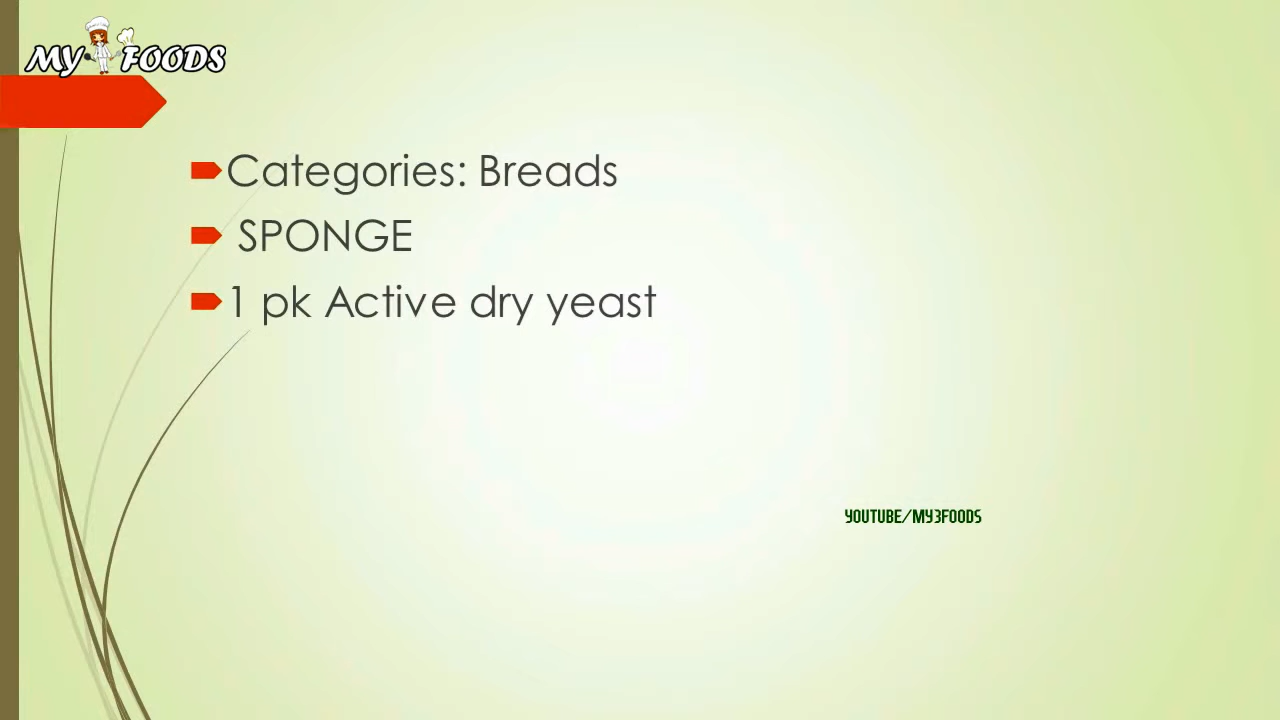 MY FOODS
Categories: Breads
SPONGE
1 pk Active dry yeast
YOUTUBE/MY3FOODS